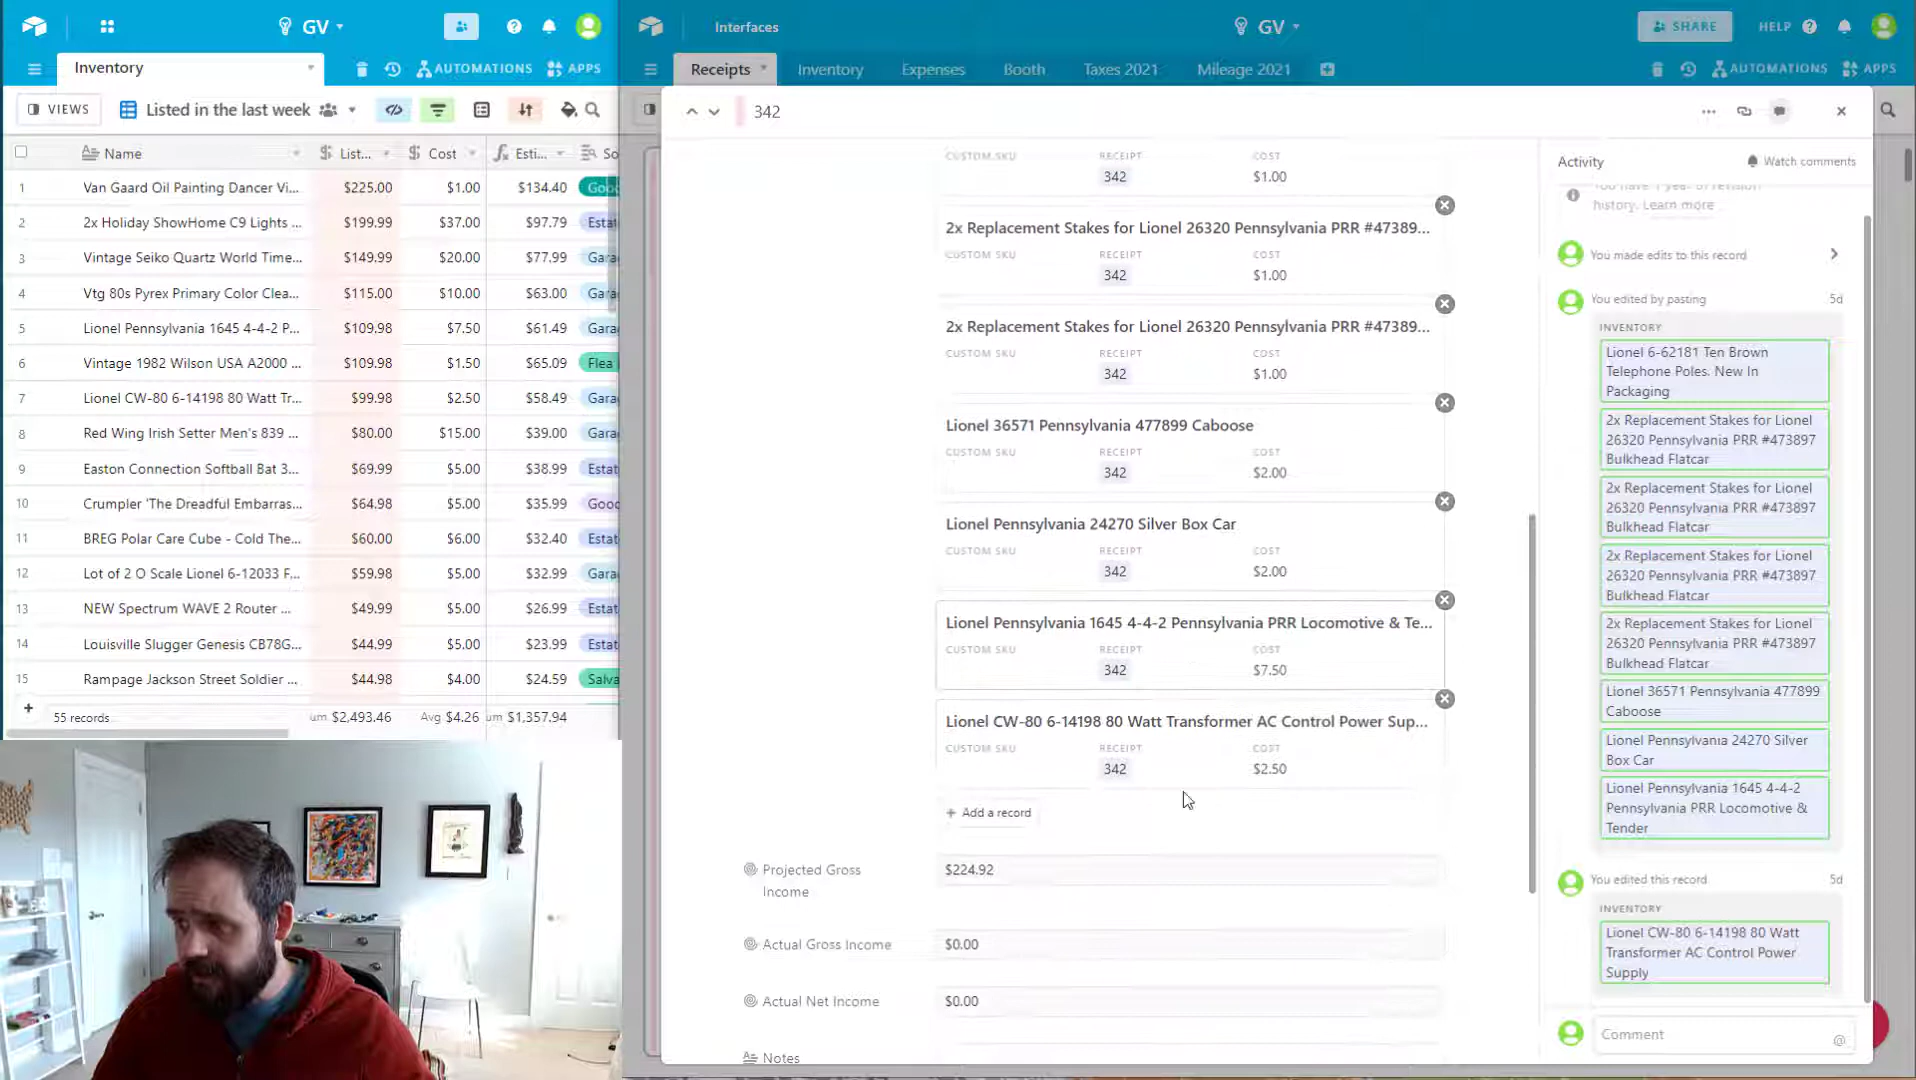 GV
Inventory
AUTOMATIONS
APPS
VIEWS
Listed in the last week
Name
List...
Cost
Esti...
So
1 Van Gaard Oil Painting Dancer Vi... $225.00 $1.00 $134.40 Good
2 2x Holiday ShowHome C9 Lights ... $199.99 $37.00 $97.79 Estat
3 Vintage Seiko Quartz World Time... $149.99 $20.00 $77.99 Gara
4 Vtg 80s Pyrex Primary Color Clea... $115.00 $10.00 $63.00 Gara
5 Lionel Pennsylvania 1645 4-4-2 P... $109.98 $7.50 $61.49 Gara
6 Vintage 1982 Wilson USA A2000 ... $109.98 $1.50 $65.09 Flea
7 Lionel CW-80 6-14198 80 Watt Tr... $99.98 $2.50 $58.49 Gara
8 Red Wing Irish Setter Men's 839 ... $80.00 $15.00 $39.00 Gara
9 Easton Connection Softball Bat 3... $69.99 $5.00 $38.99 Estat
10 Crumpler 'The Dreadful Embarras... $64.98 $5.00 $35.99 Good
11 BREG Polar Care Cube - Cold The... $60.00 $6.00 $32.40 Estat
12 Lot of 2 O Scale Lionel 6-12033 F... $59.98 $5.00 $32.99 Gara
13 NEW Spectrum WAVE 2 Router ... $49.99 $5.00 $26.99 Estat
14 Louisville Slugger Genesis CB78G... $44.99 $5.00 $23.99 Estat
15 Rampage Jackson Street Soldier ... $44.98 $4.00 $24.59 Salva
+
55 records um $2,493.46 Avg $4.26 um $1,357.94
Interfaces
GV
SHARE
HELP
Receipts
Inventory
Expenses
Booth
Taxes 2021
Mileage 2021
AUTOMATIONS
APPS
342
CUSTOM SKU RECEIPT COST
342 $1.00
2x Replacement Stakes for Lionel 26320 Pennsylvania PRR #47389...
CUSTOM SKU RECEIPT COST
342 $1.00
2x Replacement Stakes for Lionel 26320 Pennsylvania PRR #47389...
CUSTOM SKU RECEIPT COST
342 $1.00
Lionel 36571 Pennsylvania 477899 Caboose
CUSTOM SKU RECEIPT COST
342 $2.00
Lionel Pennsylvania 24270 Silver Box Car
CUSTOM SKU RECEIPT COST
342 $2.00
Lionel Pennsylvania 1645 4-4-2 Pennsylvania PRR Locomotive & Te...
CUSTOM SKU RECEIPT COST
342 $7.50
Lionel CW-80 6-14198 80 Watt Transformer AC Control Power Sup...
CUSTOM SKU RECEIPT COST
342 $2.50
+ Add a record
Projected Gross
Income
$224.92
Actual Gross Income $0.00
Actual Net Income $0.00
Notes
Activity
Watch comments
You have 1 year of revision
history. Learn more
You made edits to this record
You edited by pasting 5d
INVENTORY
Lionel 6-62181 Ten Brown
Telephone Poles. New In
Packaging
2x Replacement Stakes for Lionel
26320 Pennsylvania PRR #473897
Bulkhead Flatcar
2x Replacement Stakes for Lionel
26320 Pennsylvania PRR #473897
Bulkhead Flatcar
2x Replacement Stakes for Lionel
26320 Pennsylvania PRR #473897
Bulkhead Flatcar
2x Replacement Stakes for Lionel
26320 Pennsylvania PRR #473897
Bulkhead Flatcar
Lionel 36571 Pennsylvania 477899
Caboose
Lionel Pennsylvania 24270 Silver
Box Car
Lionel Pennsylvania 1645 4-4-2
Pennsylvania PRR Locomotive &
Tender
You edited this record 5d
INVENTORY
Lionel CW-80 6-14198 80 Watt
Transformer AC Control Power
Supply
Comment
@